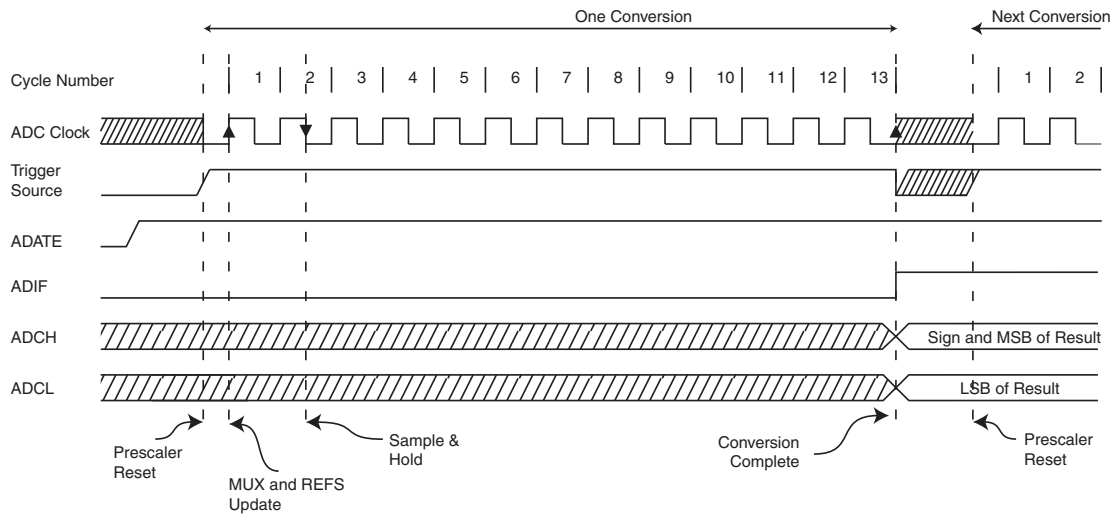 One Conversion
Next Conversion
Cycle Number
1 2 3 4 5 6 7 8 9 10 11 12 13 1 2
ADC Clock
Trigger
Source
ADATE
ADIF
ADCH
Sign and MSB of Result
ADCL
LSB of Result
Prescaler
Reset
MUX and REFS
Update
Sample &
Hold
Conversion
Complete
Prescaler
Reset